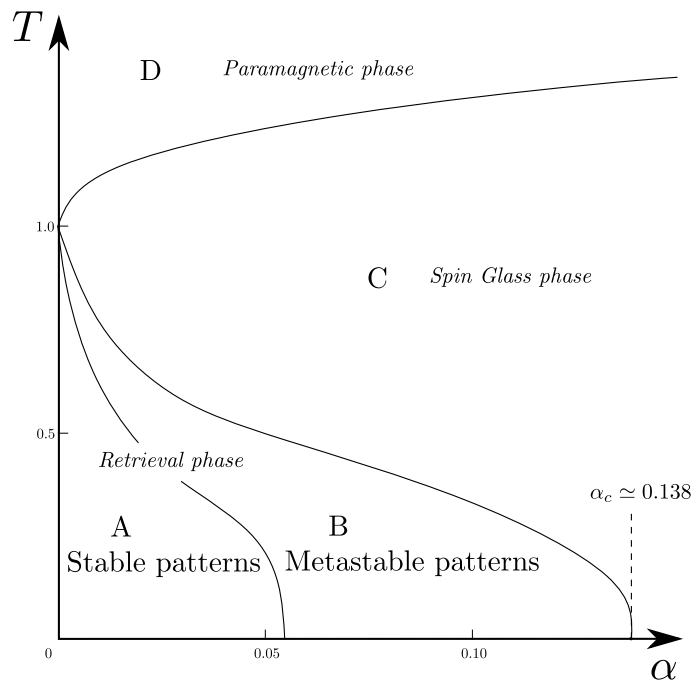 T
D Paramagnetic phase
1.0
C Spin Glass phase
0.5
Retrieval phase
α_c ≃ 0.138
A B
Stable patterns Metastable patterns
0 0.05 0.10
α